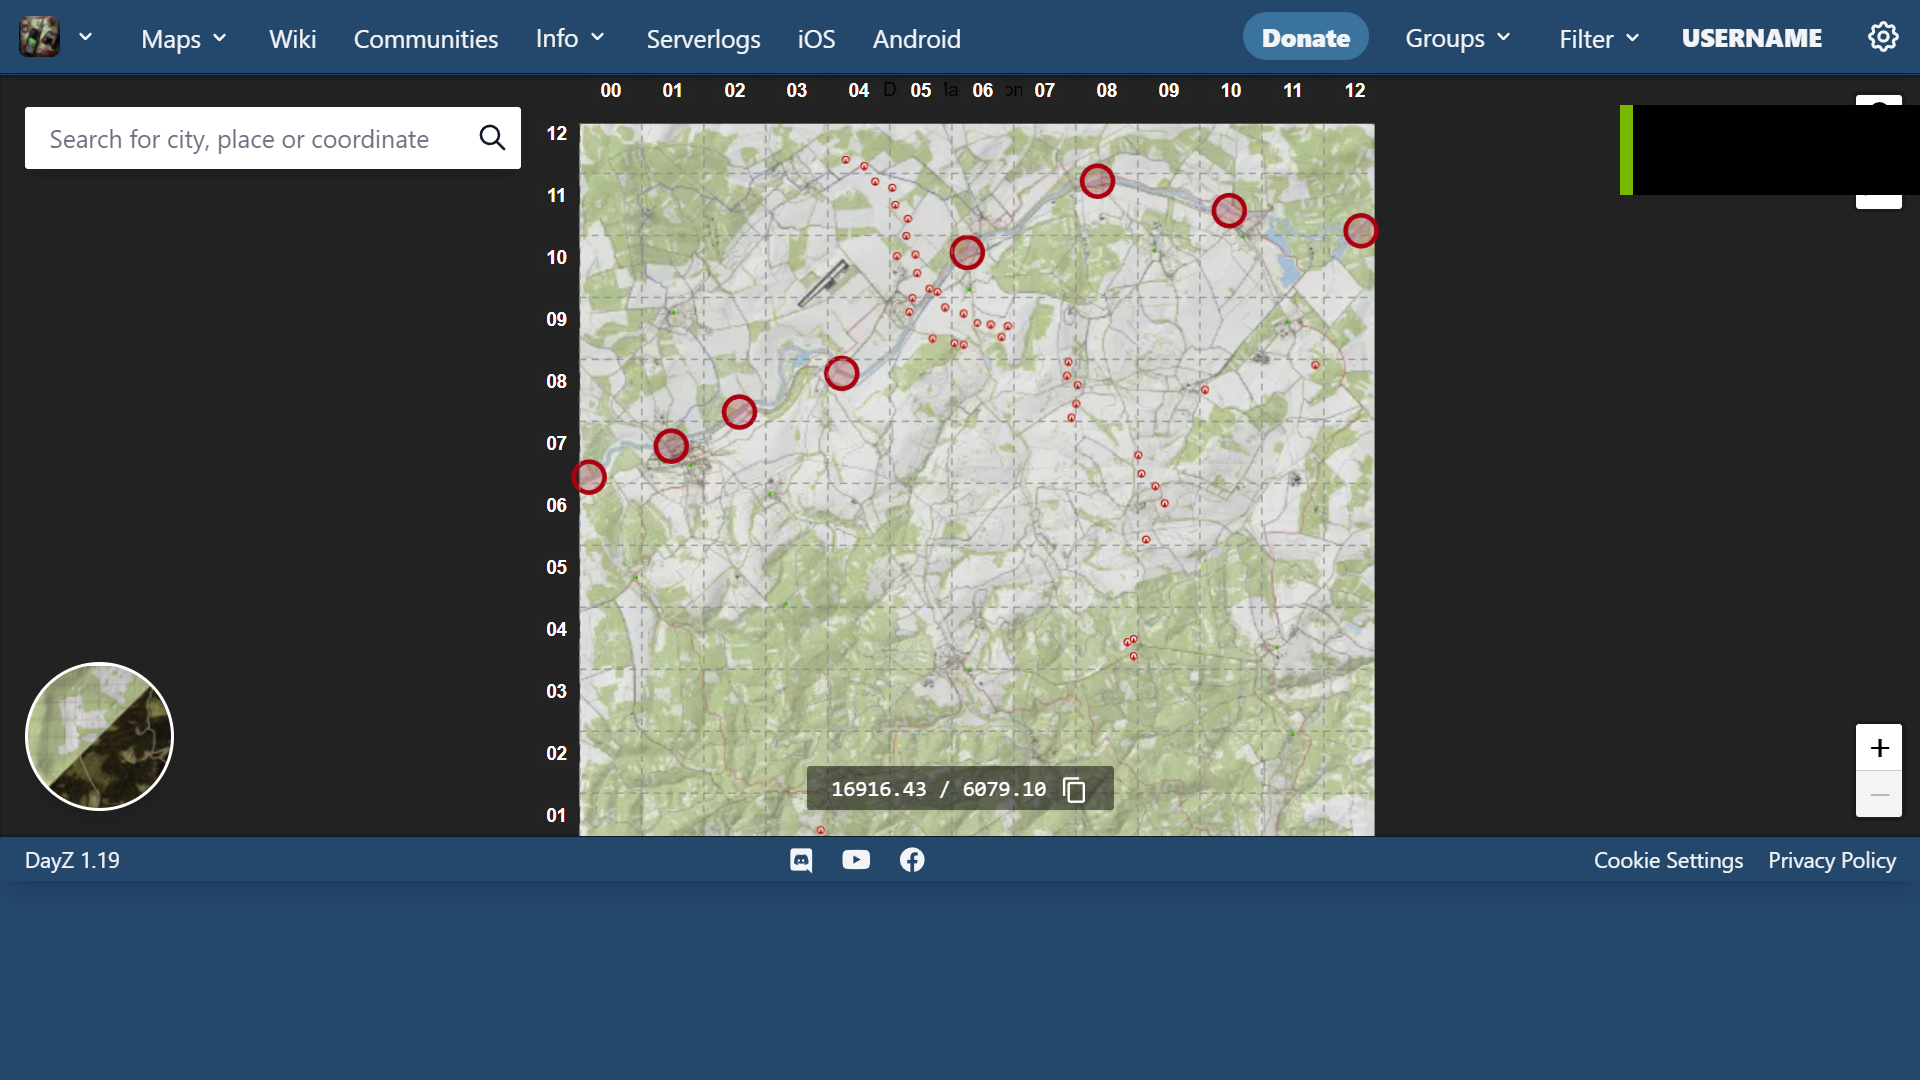 Maps Wiki Communities Info Serverlogs iOS Android Donate Groups Filter USERNAME
00 01 02 03 04 05 06 07 08 09 10 11 12
Search for city, place or coordinate
12
11
10
09
08
07
06
05
04
03
02
01
16916.43 / 6079.10
DayZ 1.19
Cookie Settings Privacy Policy